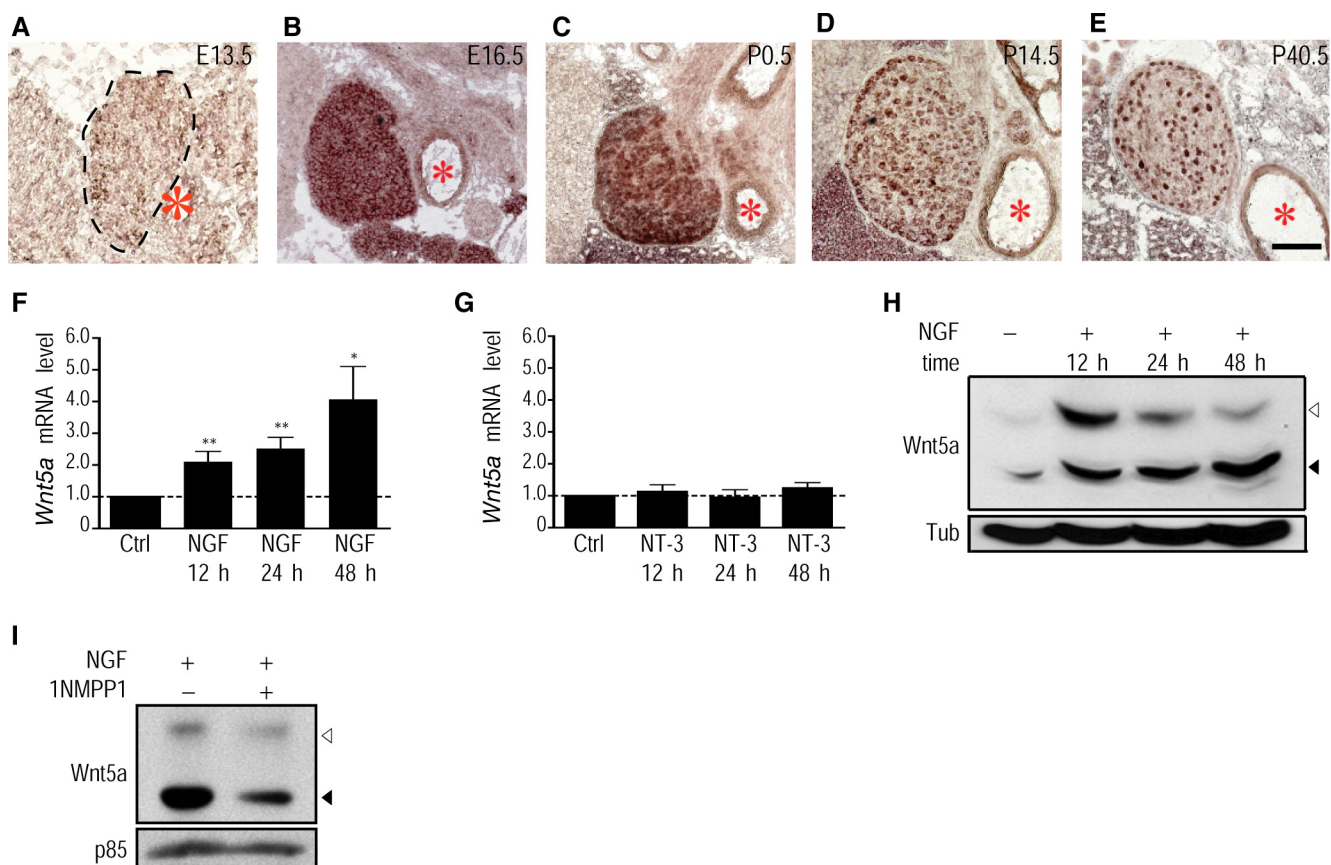 A B C D E
E13.5 E16.5 P0.5 P14.5 P40.5
* * * * *
F
Wnt5a mRNA level
6.0
5.0
4.0
3.0
2.0
1.0
0
** ** *
Ctrl NGF NGF NGF
12 h 24 h 48 h
G
Wnt5a mRNA level
6.0
5.0
4.0
3.0
2.0
1.0
0
Ctrl NT-3 NT-3 NT-3
12 h 24 h 48 h
H
NGF – + + +
time 12 h 24 h 48 h
Wnt5a
Tub
I
NGF + +
1NMPP1 – +
Wnt5a
p85